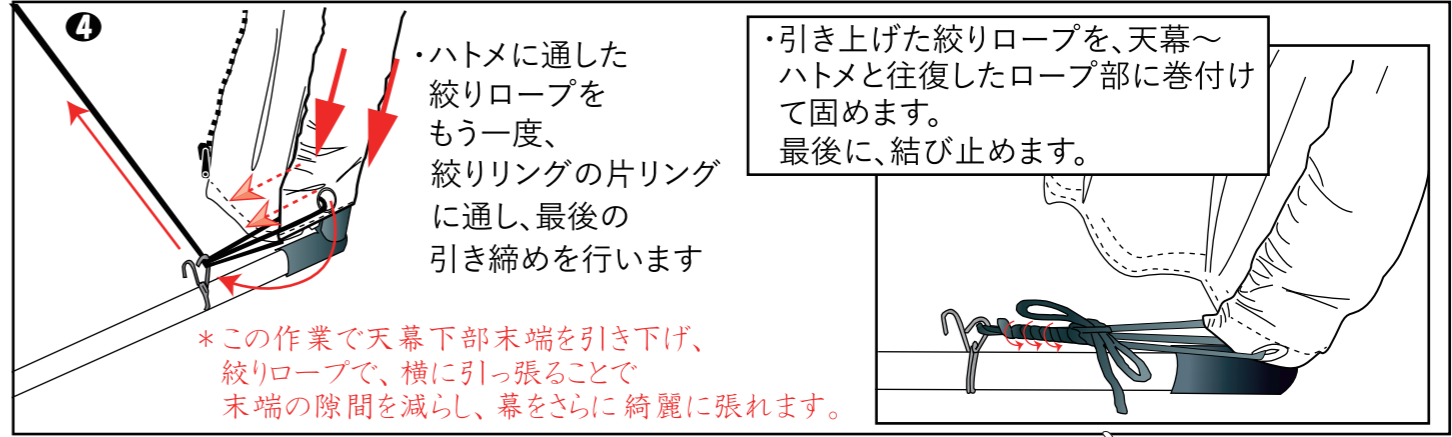 ❹
・ハトメに通した
絞りロープを
もう一度、
絞りリングの片リング
に通し、最後の
引き締めを行います
＊この作業で天幕下部末端を引き下げ、
絞りロープで、横に引っ張ることで
末端の隙間を減らし、幕をさらに綺麗に張れます。
・引き上げた絞りロープを、天幕〜
ハトメと往復したロープ部に巻付け
て固めます。
最後に、結び止めます。